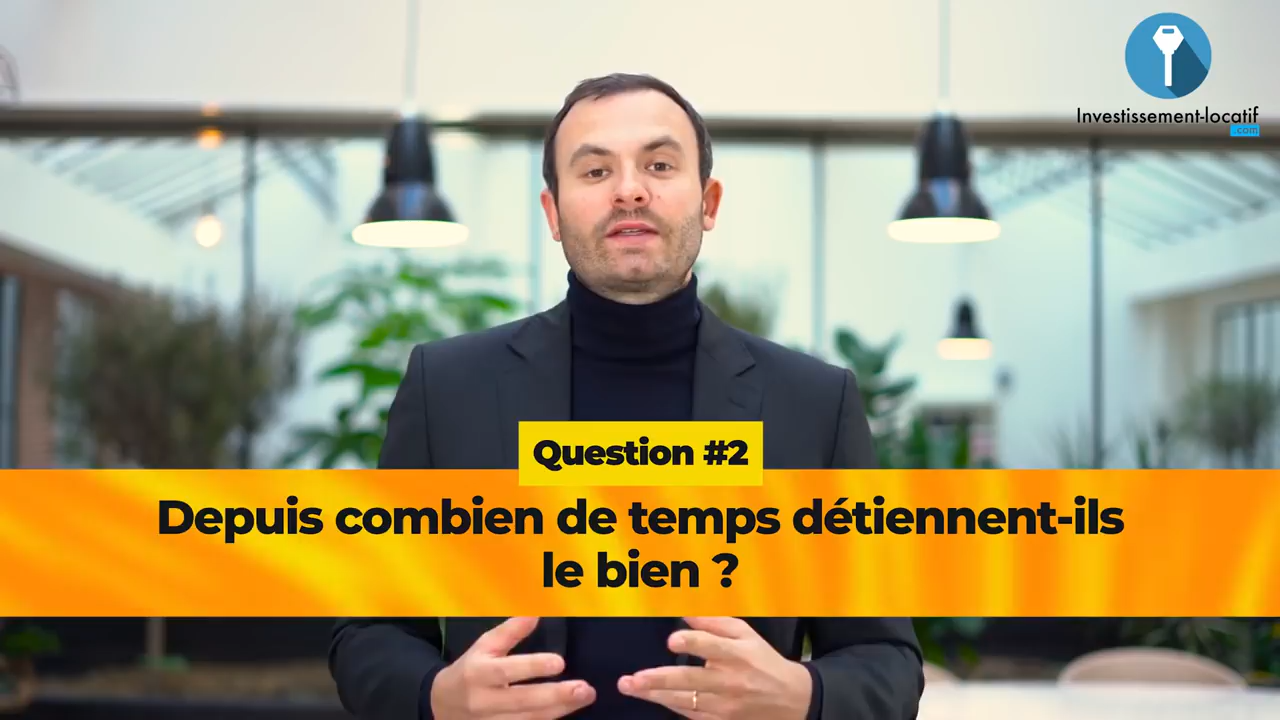 Investissement-locatif
.com
Question #2
Depuis combien de temps détiennent-ils
le bien ?